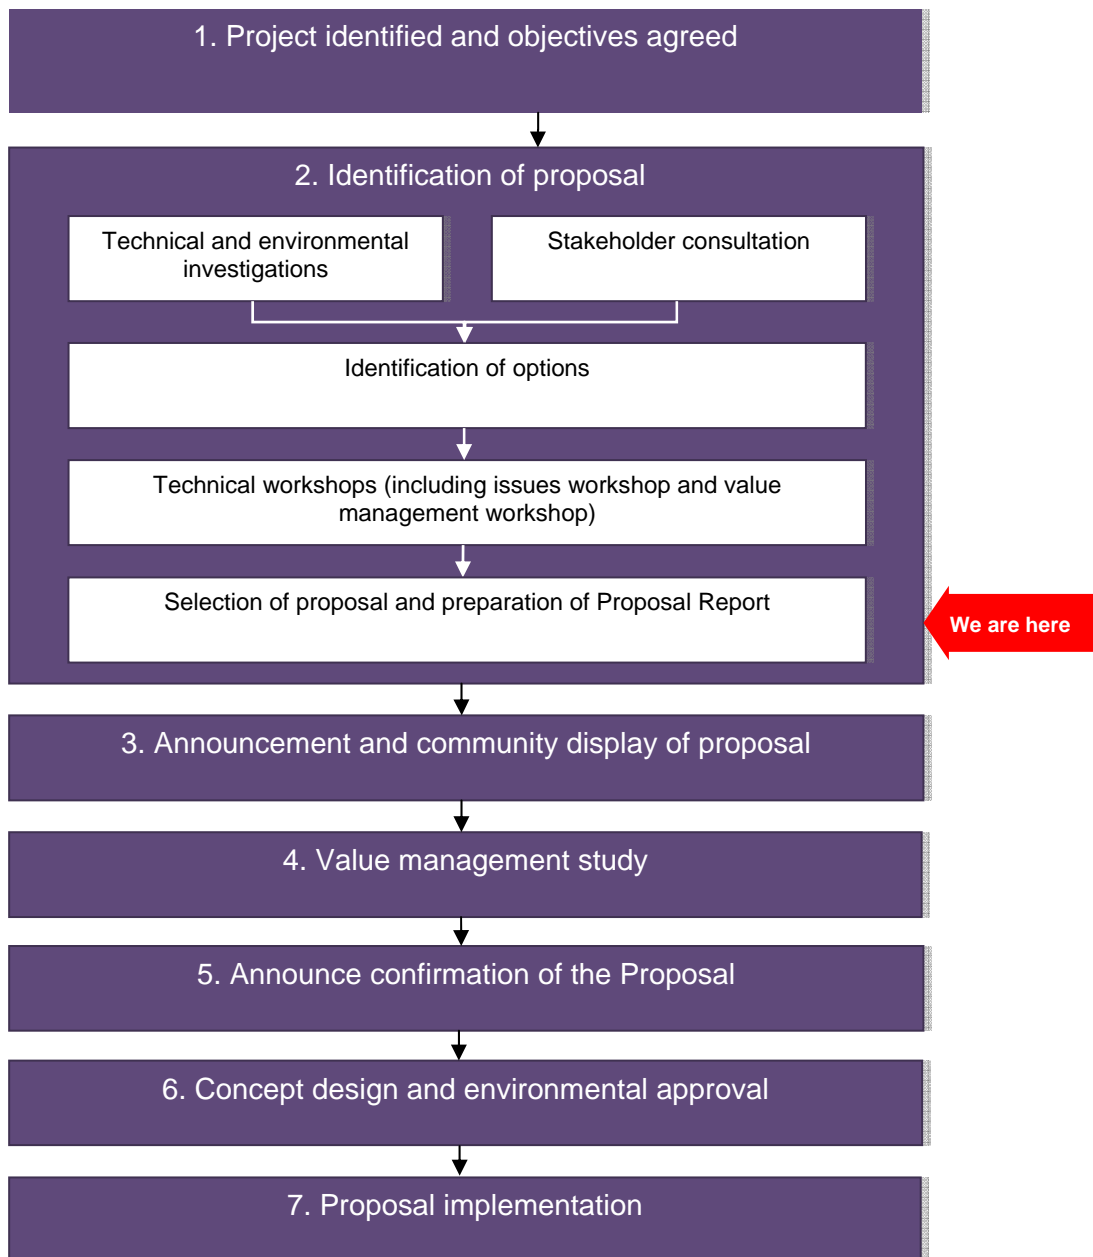 1. Project identified and objectives agreed
2. Identification of proposal
Technical and environmental
investigations
Stakeholder consultation
Identification of options
Technical workshops (including issues workshop and value
management workshop)
Selection of proposal and preparation of Proposal Report
We are here
3. Announcement and community display of proposal
4. Value management study
5. Announce confirmation of the Proposal
6. Concept design and environmental approval
7. Proposal implementation